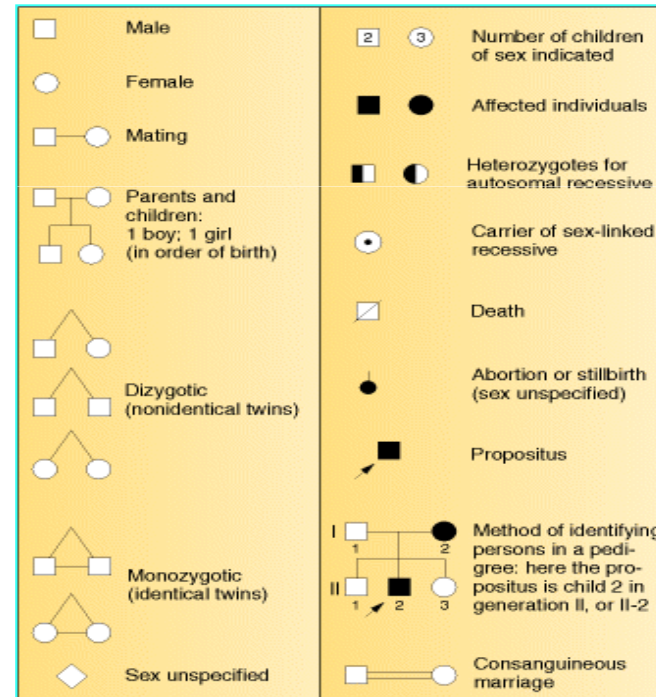 Male
Female
Mating
Parents and
children:
1 boy; 1 girl
(in order of birth)
Dizygotic
(nonidentical twins)
Monozygotic
(identical twins)
Sex unspecified
2 3 Number of children
of sex indicated
Affected individuals
Heterozygotes for
autosomal recessive
Carrier of sex-linked
recessive
Death
Abortion or stillbirth
(sex unspecified)
Propositus
I
1 2
II
1 2 3
Method of identifying
persons in a pedi-
gree: here the pro-
positus is child 2 in
generation II, or II-2
Consanguineous
marriage